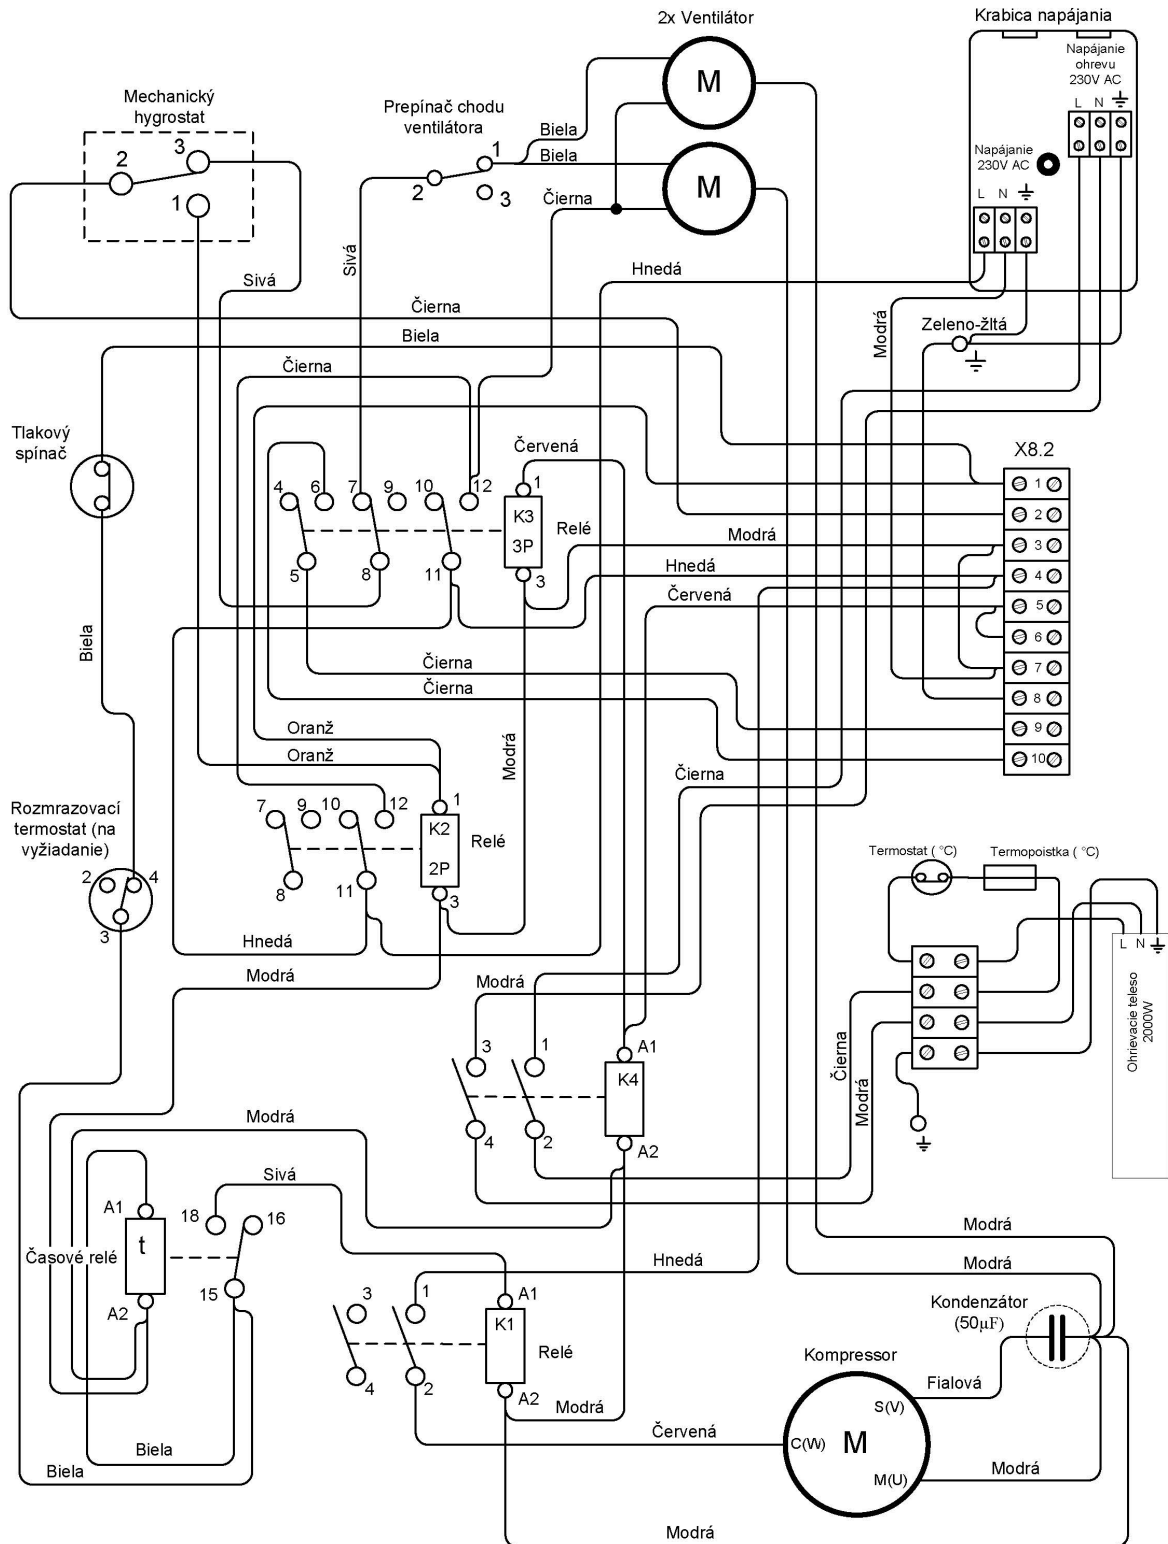 2x Ventilátor
Krabica napájania
Napájanie
ohrevu
230V AC
L N
Napájanie
230V AC
L N
Mechanický
hygrostat
2
3
1
Prepínač chodu
ventilátora
1
2
3
Biela
Biela
Čierna
M
M
Sivá
Sivá
Hnedá
Čierna
Biela
Čierna
Modrá
Zeleno-žltá
Tlakový
spínač
Červená
X8.2
1
2
3
4
5
6
7
8
9
10
4
6
7
9
10
12
5
8
11
1
K3
3P
3
Relé
Modrá
Hnedá
Červená
Biela
Čierna
Čierna
Oranž
Oranž
Modrá
Čierna
Rozmrazovací
termostat (na
vyžiadanie)
2
4
3
7
9
10
12
8
11
1
K2
2P
3
Relé
Hnedá
Modrá
Modrá
Termostat ( °C)
Termopoistka ( °C)
L N
Ohrievacie teleso
2000W
Čierna
Modrá
3
1
4
2
A1
K4
A2
Modrá
Sivá
A1
t
A2
Časové relé
18
16
15
Hnedá
3
1
4
2
A1
K1
A2
Relé
Modrá
Modrá
Modrá
Kondenzátor
(50µF)
Kompressor
Fialová
S(V)
C(W)
M
M(U)
Červená
Modrá
Biela
Biela
Modrá